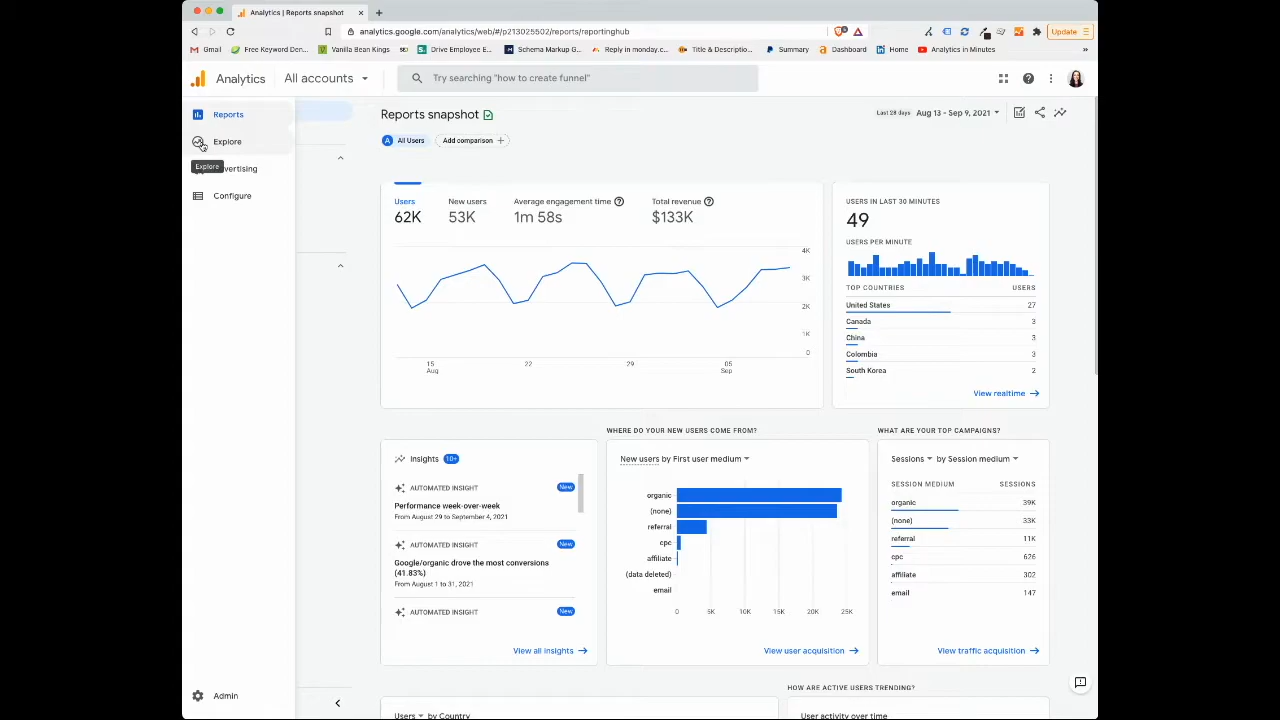 Analytics | Reports snapshot
analytics.google.com/analytics/web/#/p213025502/reports/reportinghub
Update
Gmail
Free Keyword Den...
Vanilla Bean Kings
Drive Employee E...
Schema Markup G...
Reply in monday.c...
Title & Descriptio...
Summary
Dashboard
Home
Analytics in Minutes
Analytics
All accounts
Try searching "how to create funnel"
Reports
Explore
Explore
vertising
Configure
Admin
Reports snapshot
Last 28 days Aug 13 - Sep 9, 2021
A All Users
Add comparison +
Users
62K
New users
53K
Average engagement time
1m 58s
Total revenue
$133K
4K
3K
2K
1K
0
15
Aug
22
29
05
Sep
USERS IN LAST 30 MINUTES
49
USERS PER MINUTE
TOP COUNTRIES USERS
United States 27
Canada 3
China 3
Colombia 3
South Korea 2
View realtime
Insights 10+
AUTOMATED INSIGHT New
Performance week-over-week
From August 29 to September 4, 2021
AUTOMATED INSIGHT New
Google/organic drove the most conversions
(41.83%)
From August 1 to 31, 2021
AUTOMATED INSIGHT New
View all insights
WHERE DO YOUR NEW USERS COME FROM?
New users by First user medium
organic
(none)
referral
cpc
affiliate
(data deleted)
email
0 5K 10K 15K 20K 25K
View user acquisition
WHAT ARE YOUR TOP CAMPAIGNS?
Sessions by Session medium
SESSION MEDIUM SESSIONS
organic 39K
(none) 33K
referral 11K
cpc 626
affiliate 302
email 147
View traffic acquisition
Users by Country
HOW ARE ACTIVE USERS TRENDING?
User activity over time